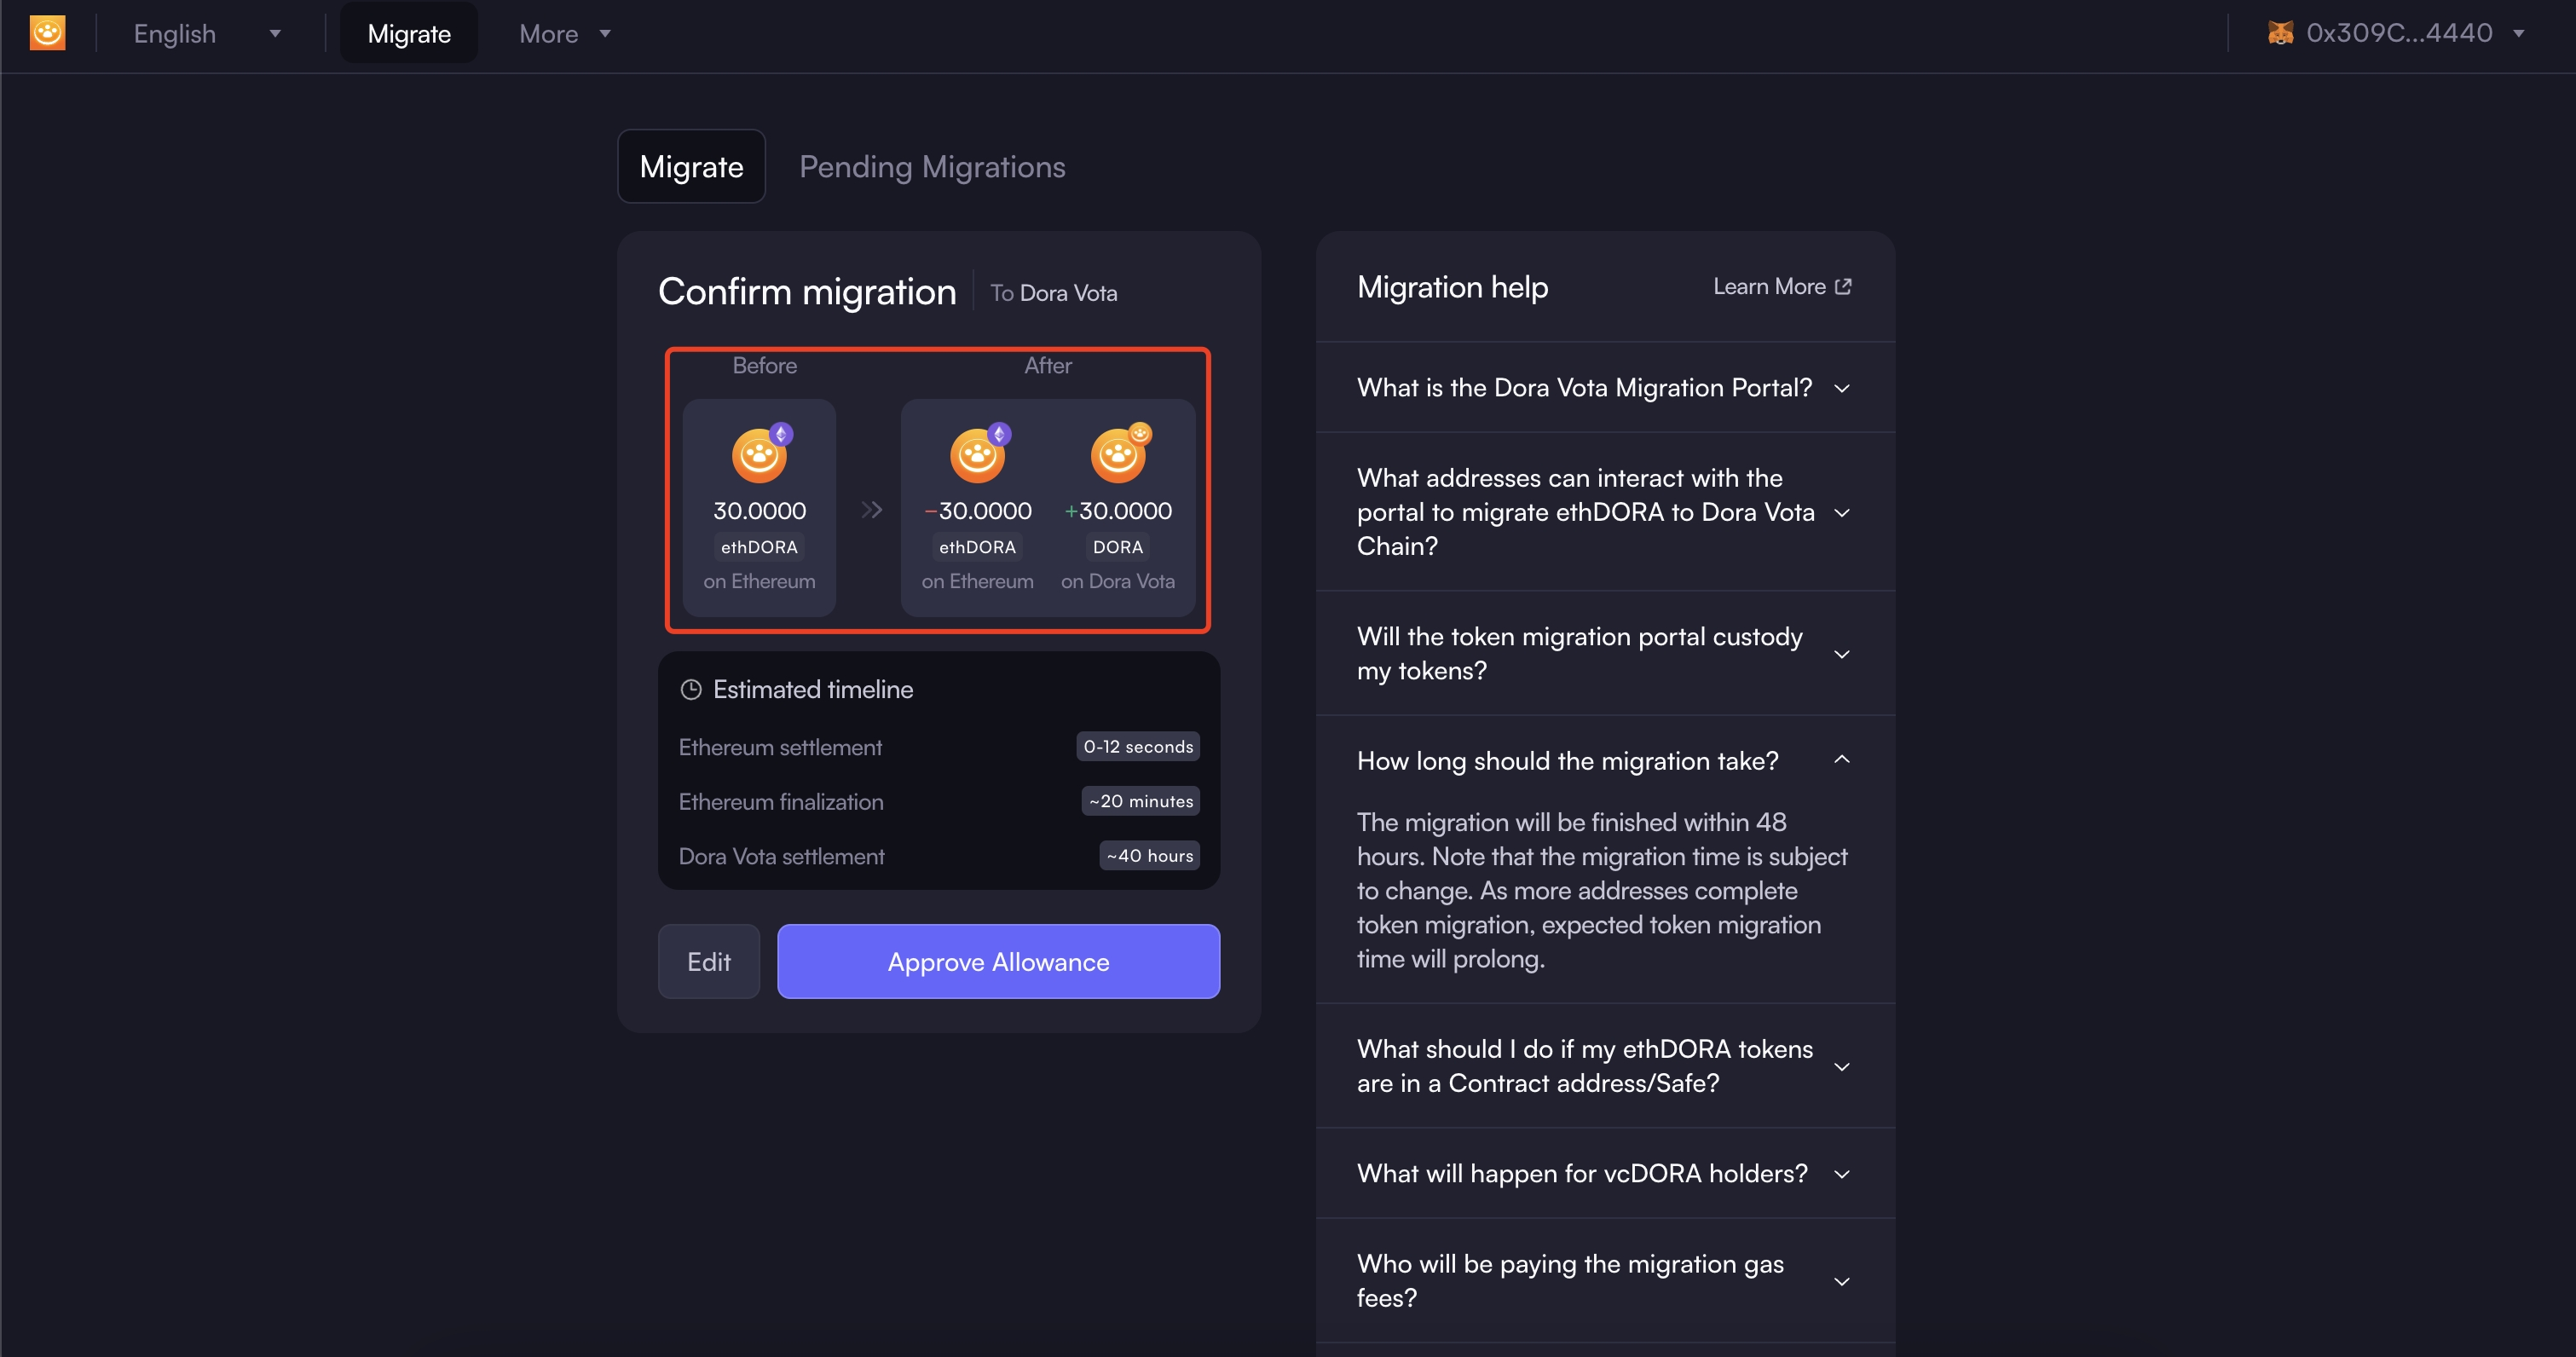 English
Migrate
More
0x309C...4440
Migrate
Pending Migrations
Confirm migration
To Dora Vota
Before
After
30.0000
ethDORA
on Ethereum
−30.0000
ethDORA
on Ethereum
+30.0000
DORA
on Dora Vota
Estimated timeline
Ethereum settlement
0-12 seconds
Ethereum finalization
~20 minutes
Dora Vota settlement
~40 hours
Edit
Approve Allowance
Migration help
Learn More
What is the Dora Vota Migration Portal?
What addresses can interact with the
portal to migrate ethDORA to Dora Vota
Chain?
Will the token migration portal custody
my tokens?
How long should the migration take?
The migration will be finished within 48
hours. Note that the migration time is subject
to change. As more addresses complete
token migration, expected token migration
time will prolong.
What should I do if my ethDORA tokens
are in a Contract address/Safe?
What will happen for vcDORA holders?
Who will be paying the migration gas
fees?